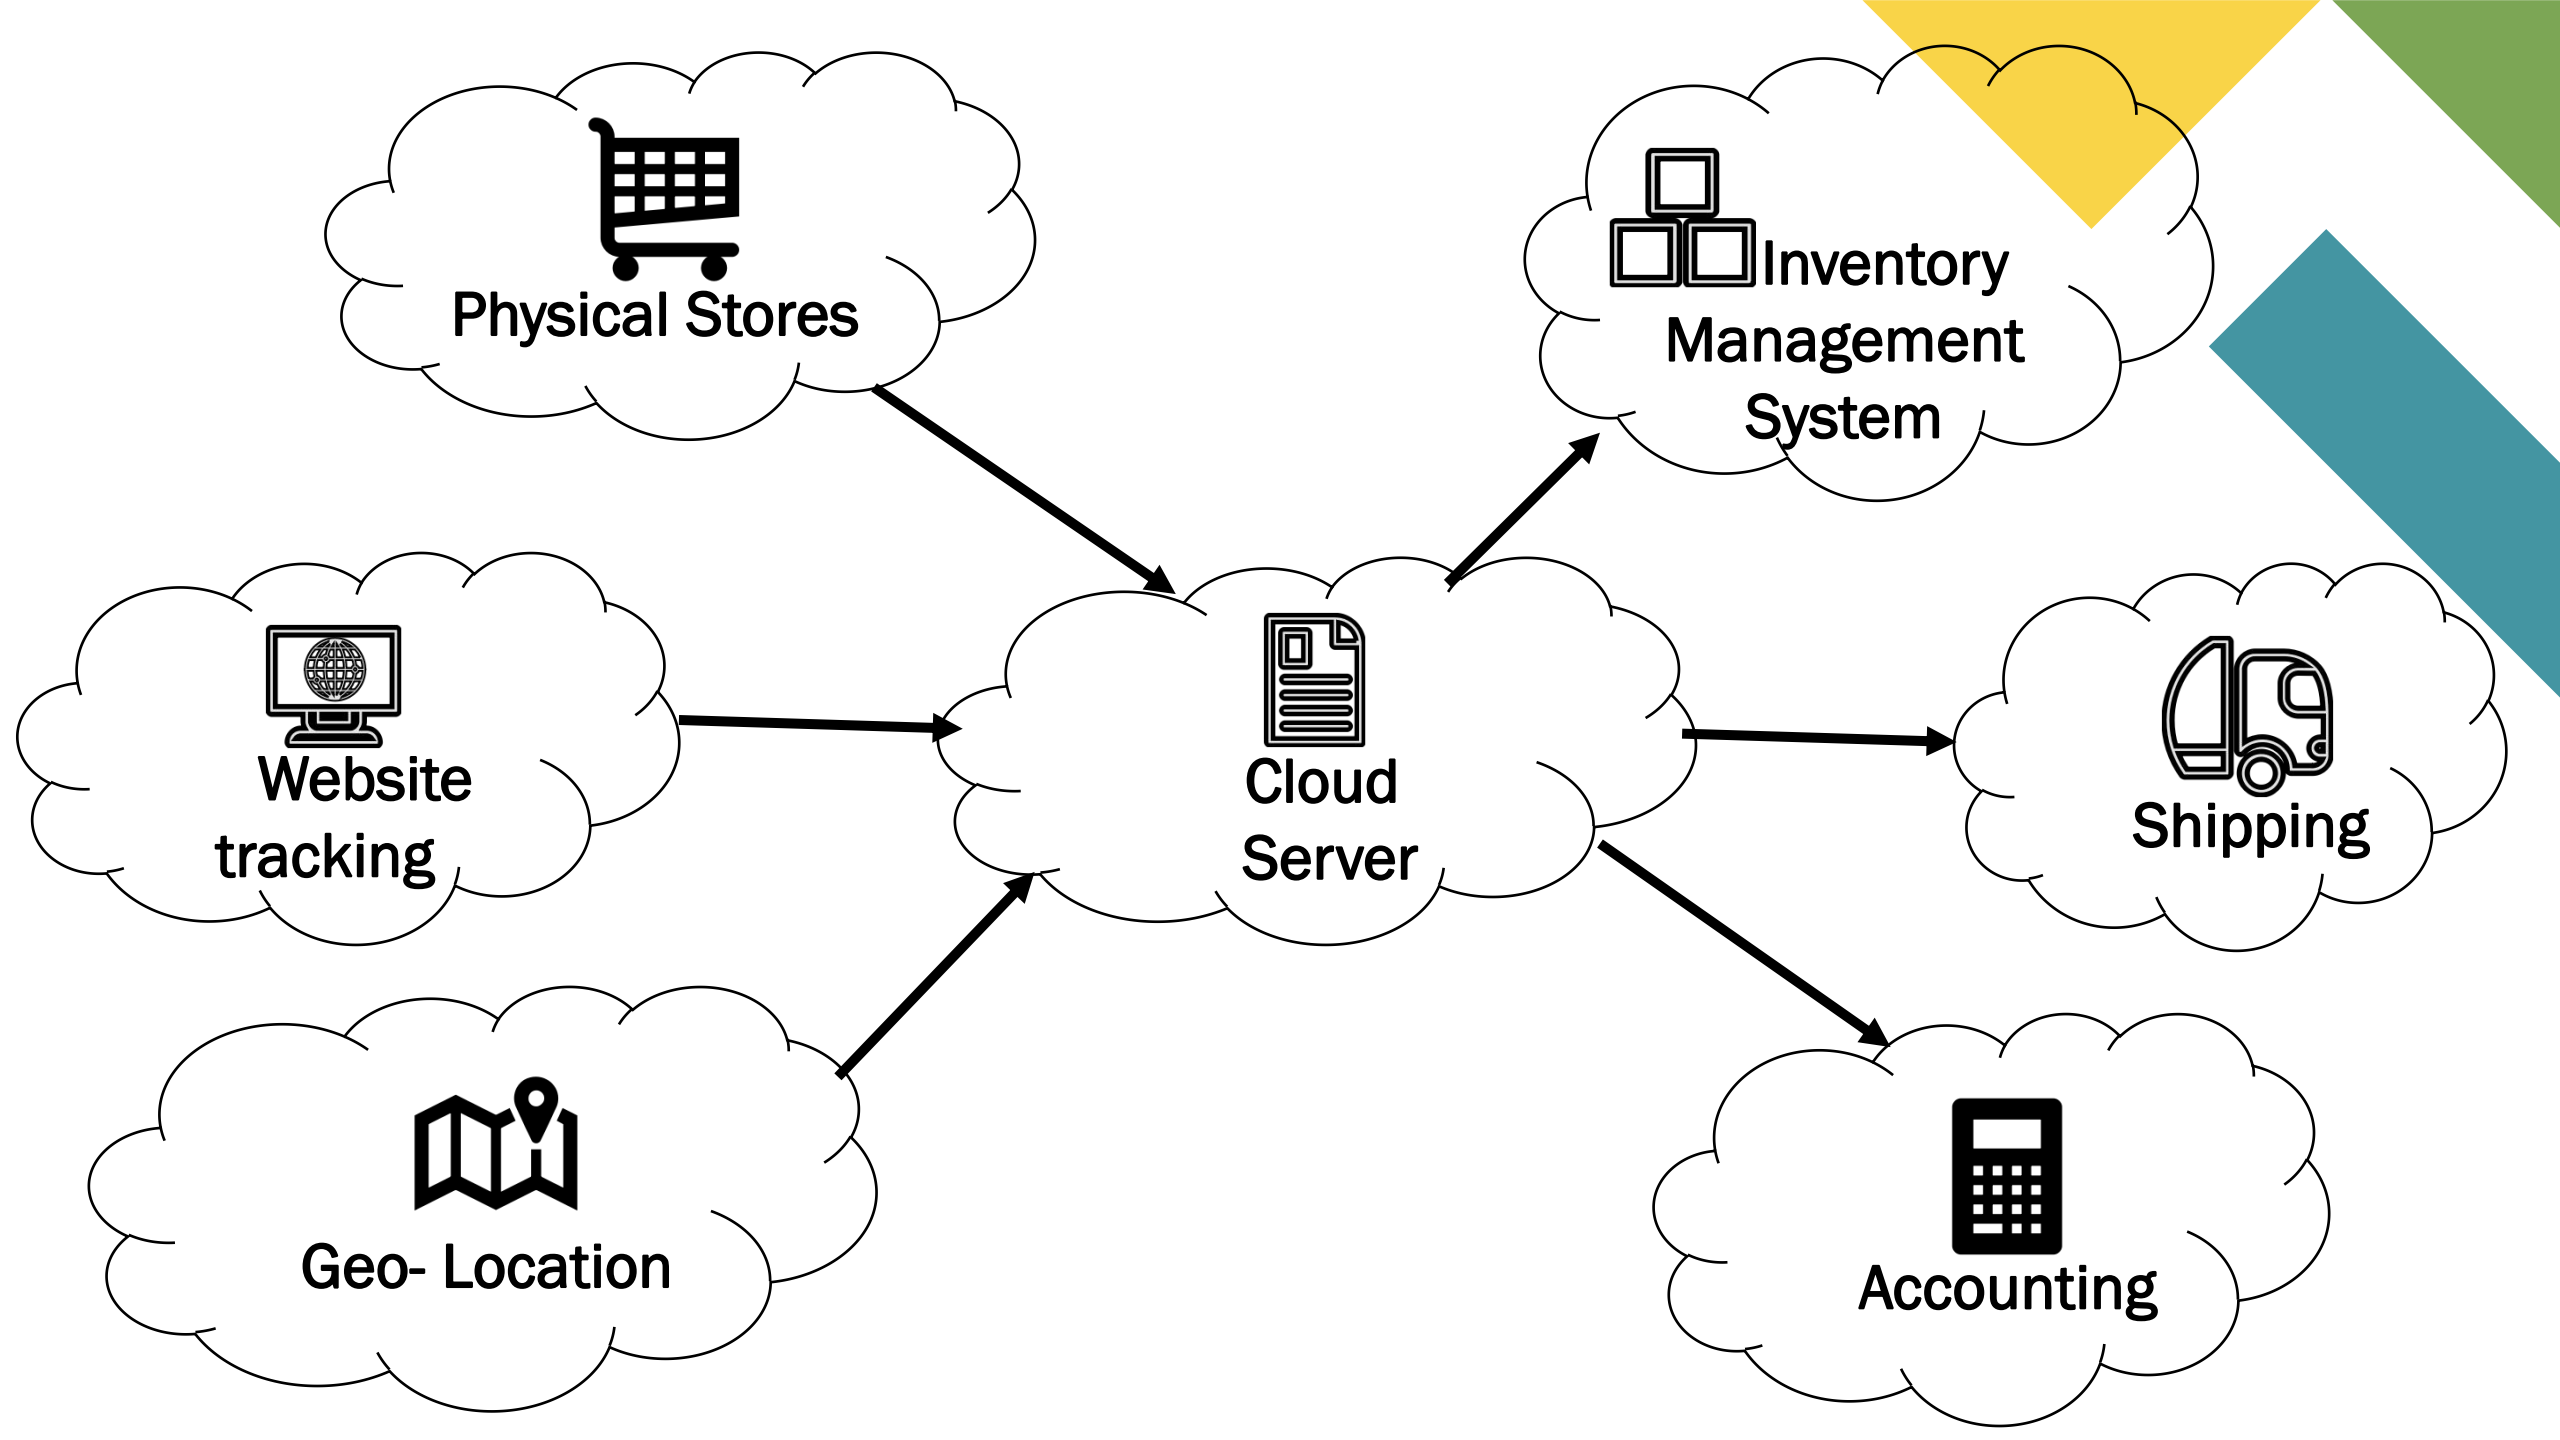 Physical Stores
Inventory
Management
System
Website
tracking
Cloud
Server
Shipping
Geo- Location
Accounting